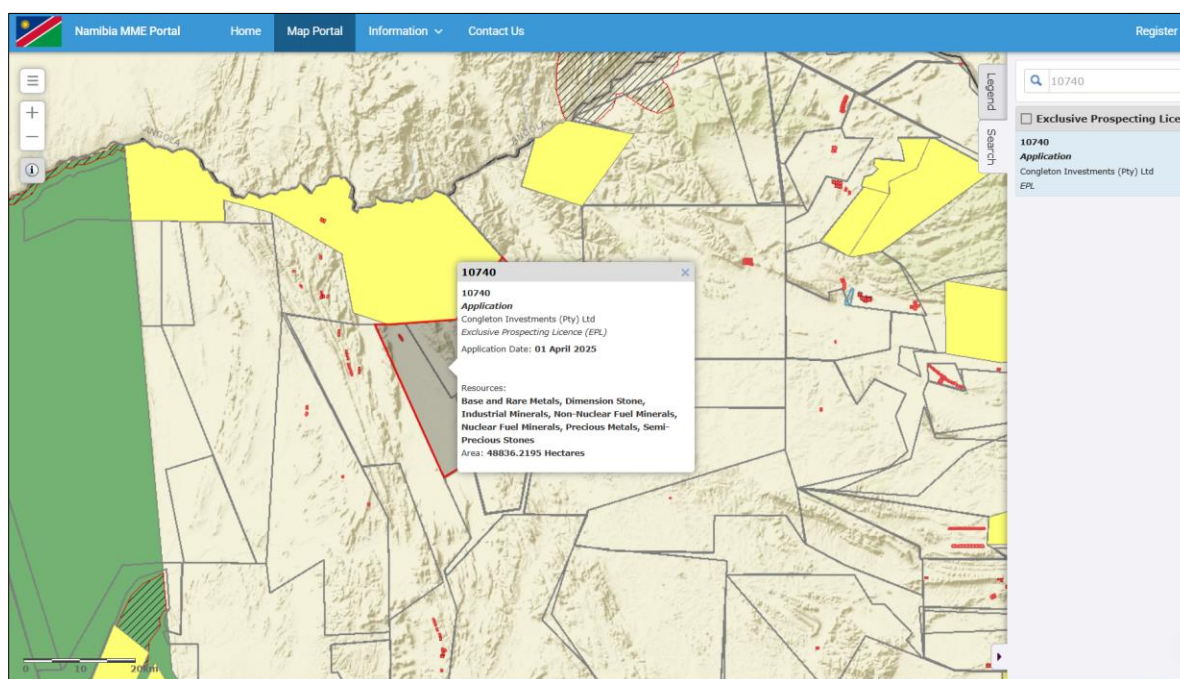 Namibia MME Portal
Home
Map Portal
Information
Contact Us
Register
Legend
Search
ANGOLA
10740
Exclusive Prospecting Lice
10740
Application
Congleton Investments (Pty) Ltd
EPL
10740
10740
Application
Congleton Investments (Pty) Ltd
Exclusive Prospecting Licence (EPL)
Application Date: 01 April 2025
Resources:
Base and Rare Metals, Dimension Stone,
Industrial Minerals, Non-Nuclear Fuel Minerals,
Nuclear Fuel Minerals, Precious Metals, Semi-
Precious Stones
Area: 48836.2195 Hectares
0 10 20km